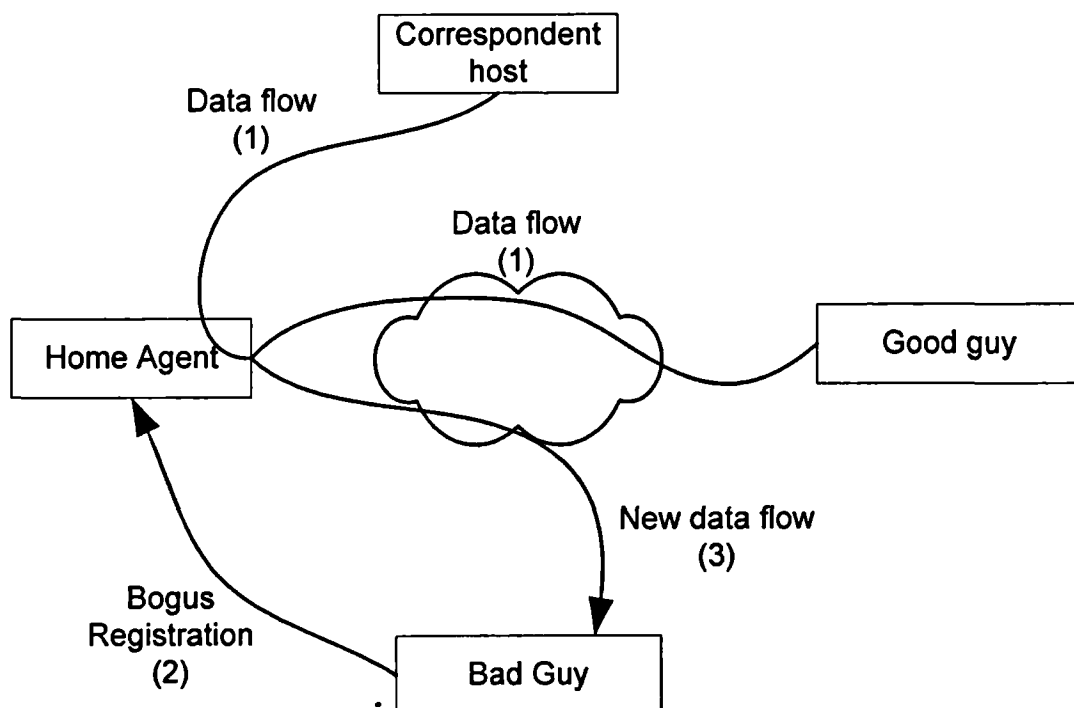 Correspondent
host
Data flow
(1)
Data flow
(1)
Home Agent
Good guy
New data flow
(3)
Bogus
Registration
(2)
Bad Guy